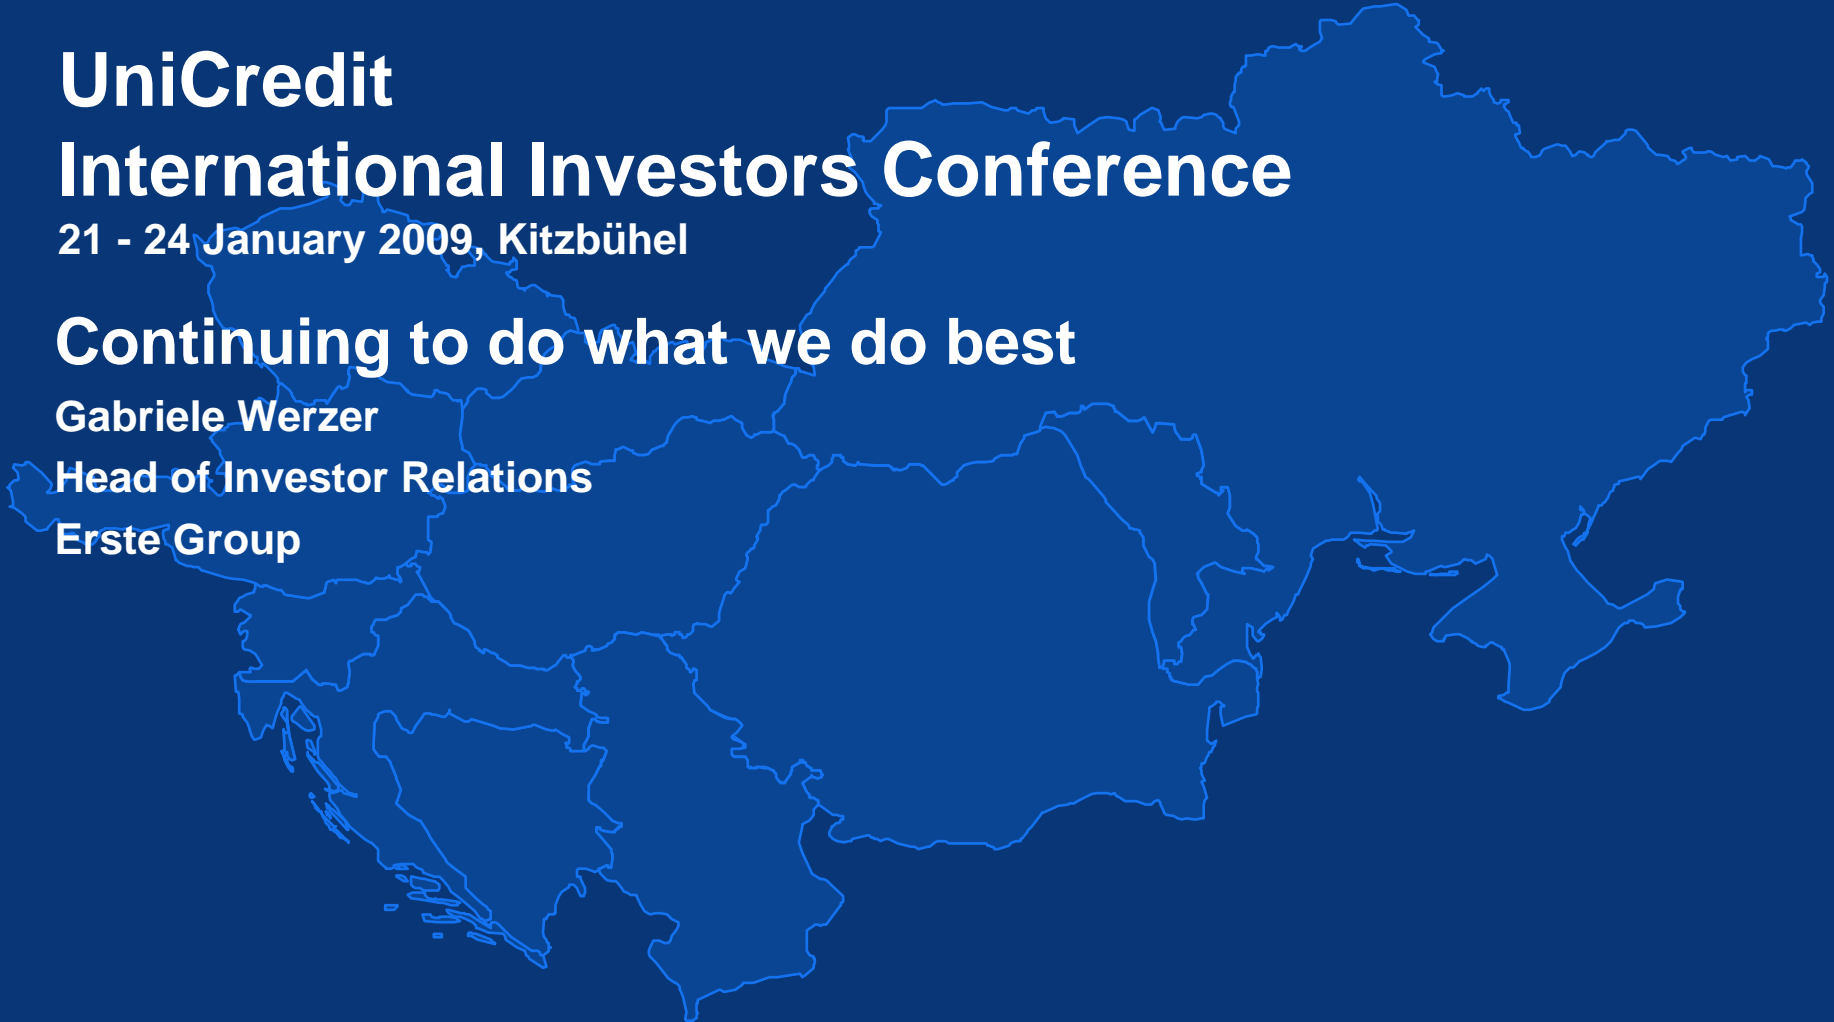 UniCredit
International Investors Conference
21 - 24 January 2009, Kitzbühel
Continuing to do what we do best
Gabriele Werzer
Head of Investor Relations
Erste Group